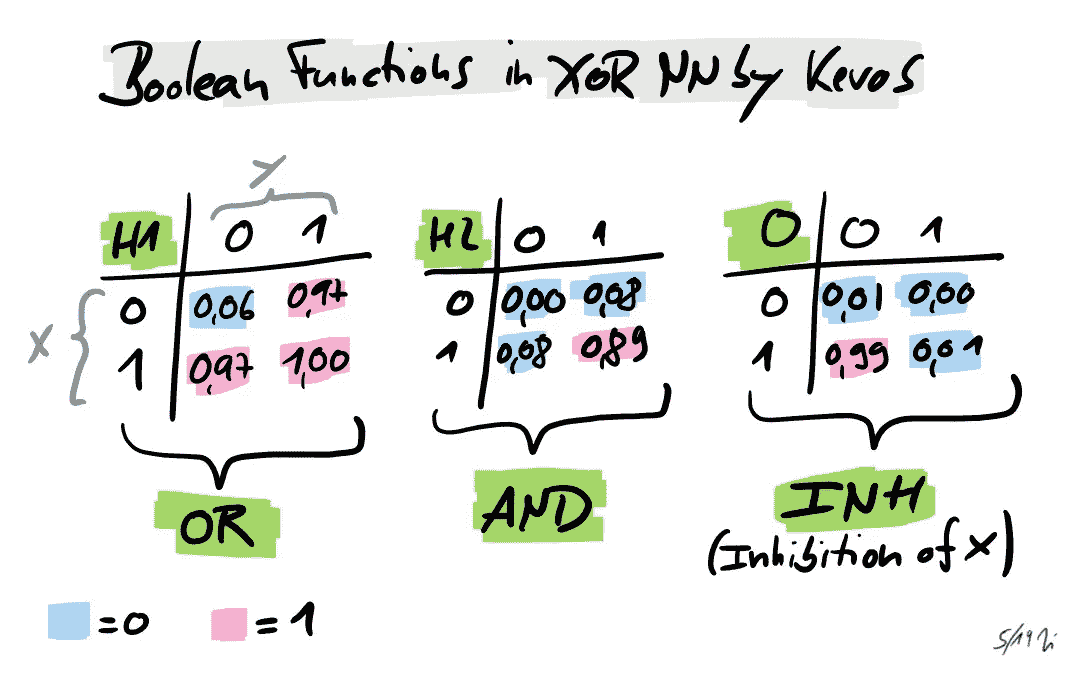 Boolean Functions in XOR NN by Kevos
Y
H1 0 1
X
0 0,06 0,97
1 0,97 1,00
OR
H2 0 1
0 0,00 0,08
1 0,08 0,89
AND
O 0 1
0 0,01 0,00
1 0,99 0,01
INH
(Inhibition of X)
=0 =1
5/19